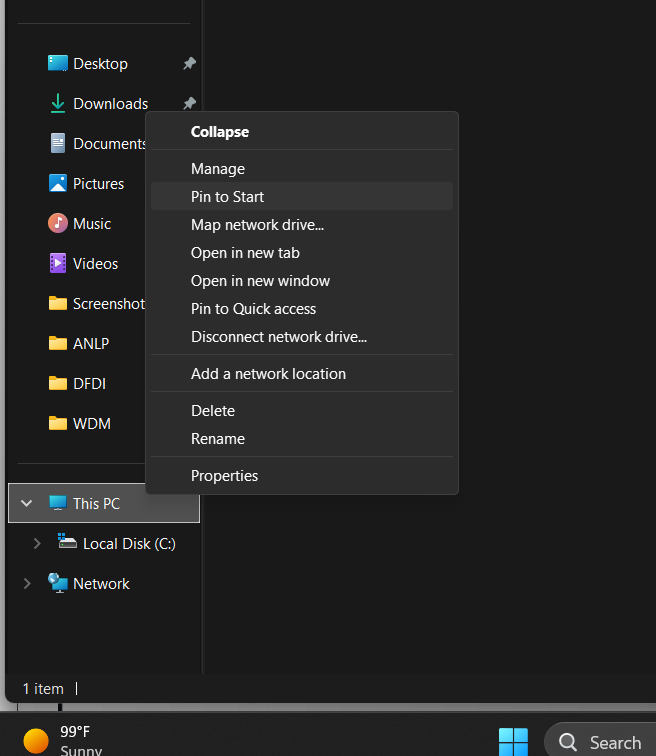 Desktop
Downloads
Documents
Pictures
Music
Videos
Screenshot
ANLP
DFDI
WDM
Collapse
Manage
Pin to Start
Map network drive...
Open in new tab
Open in new window
Pin to Quick access
Disconnect network drive...
Add a network location
Delete
Rename
Properties
This PC
Local Disk (C:)
Network
1 item
99°F
Sunny
Search